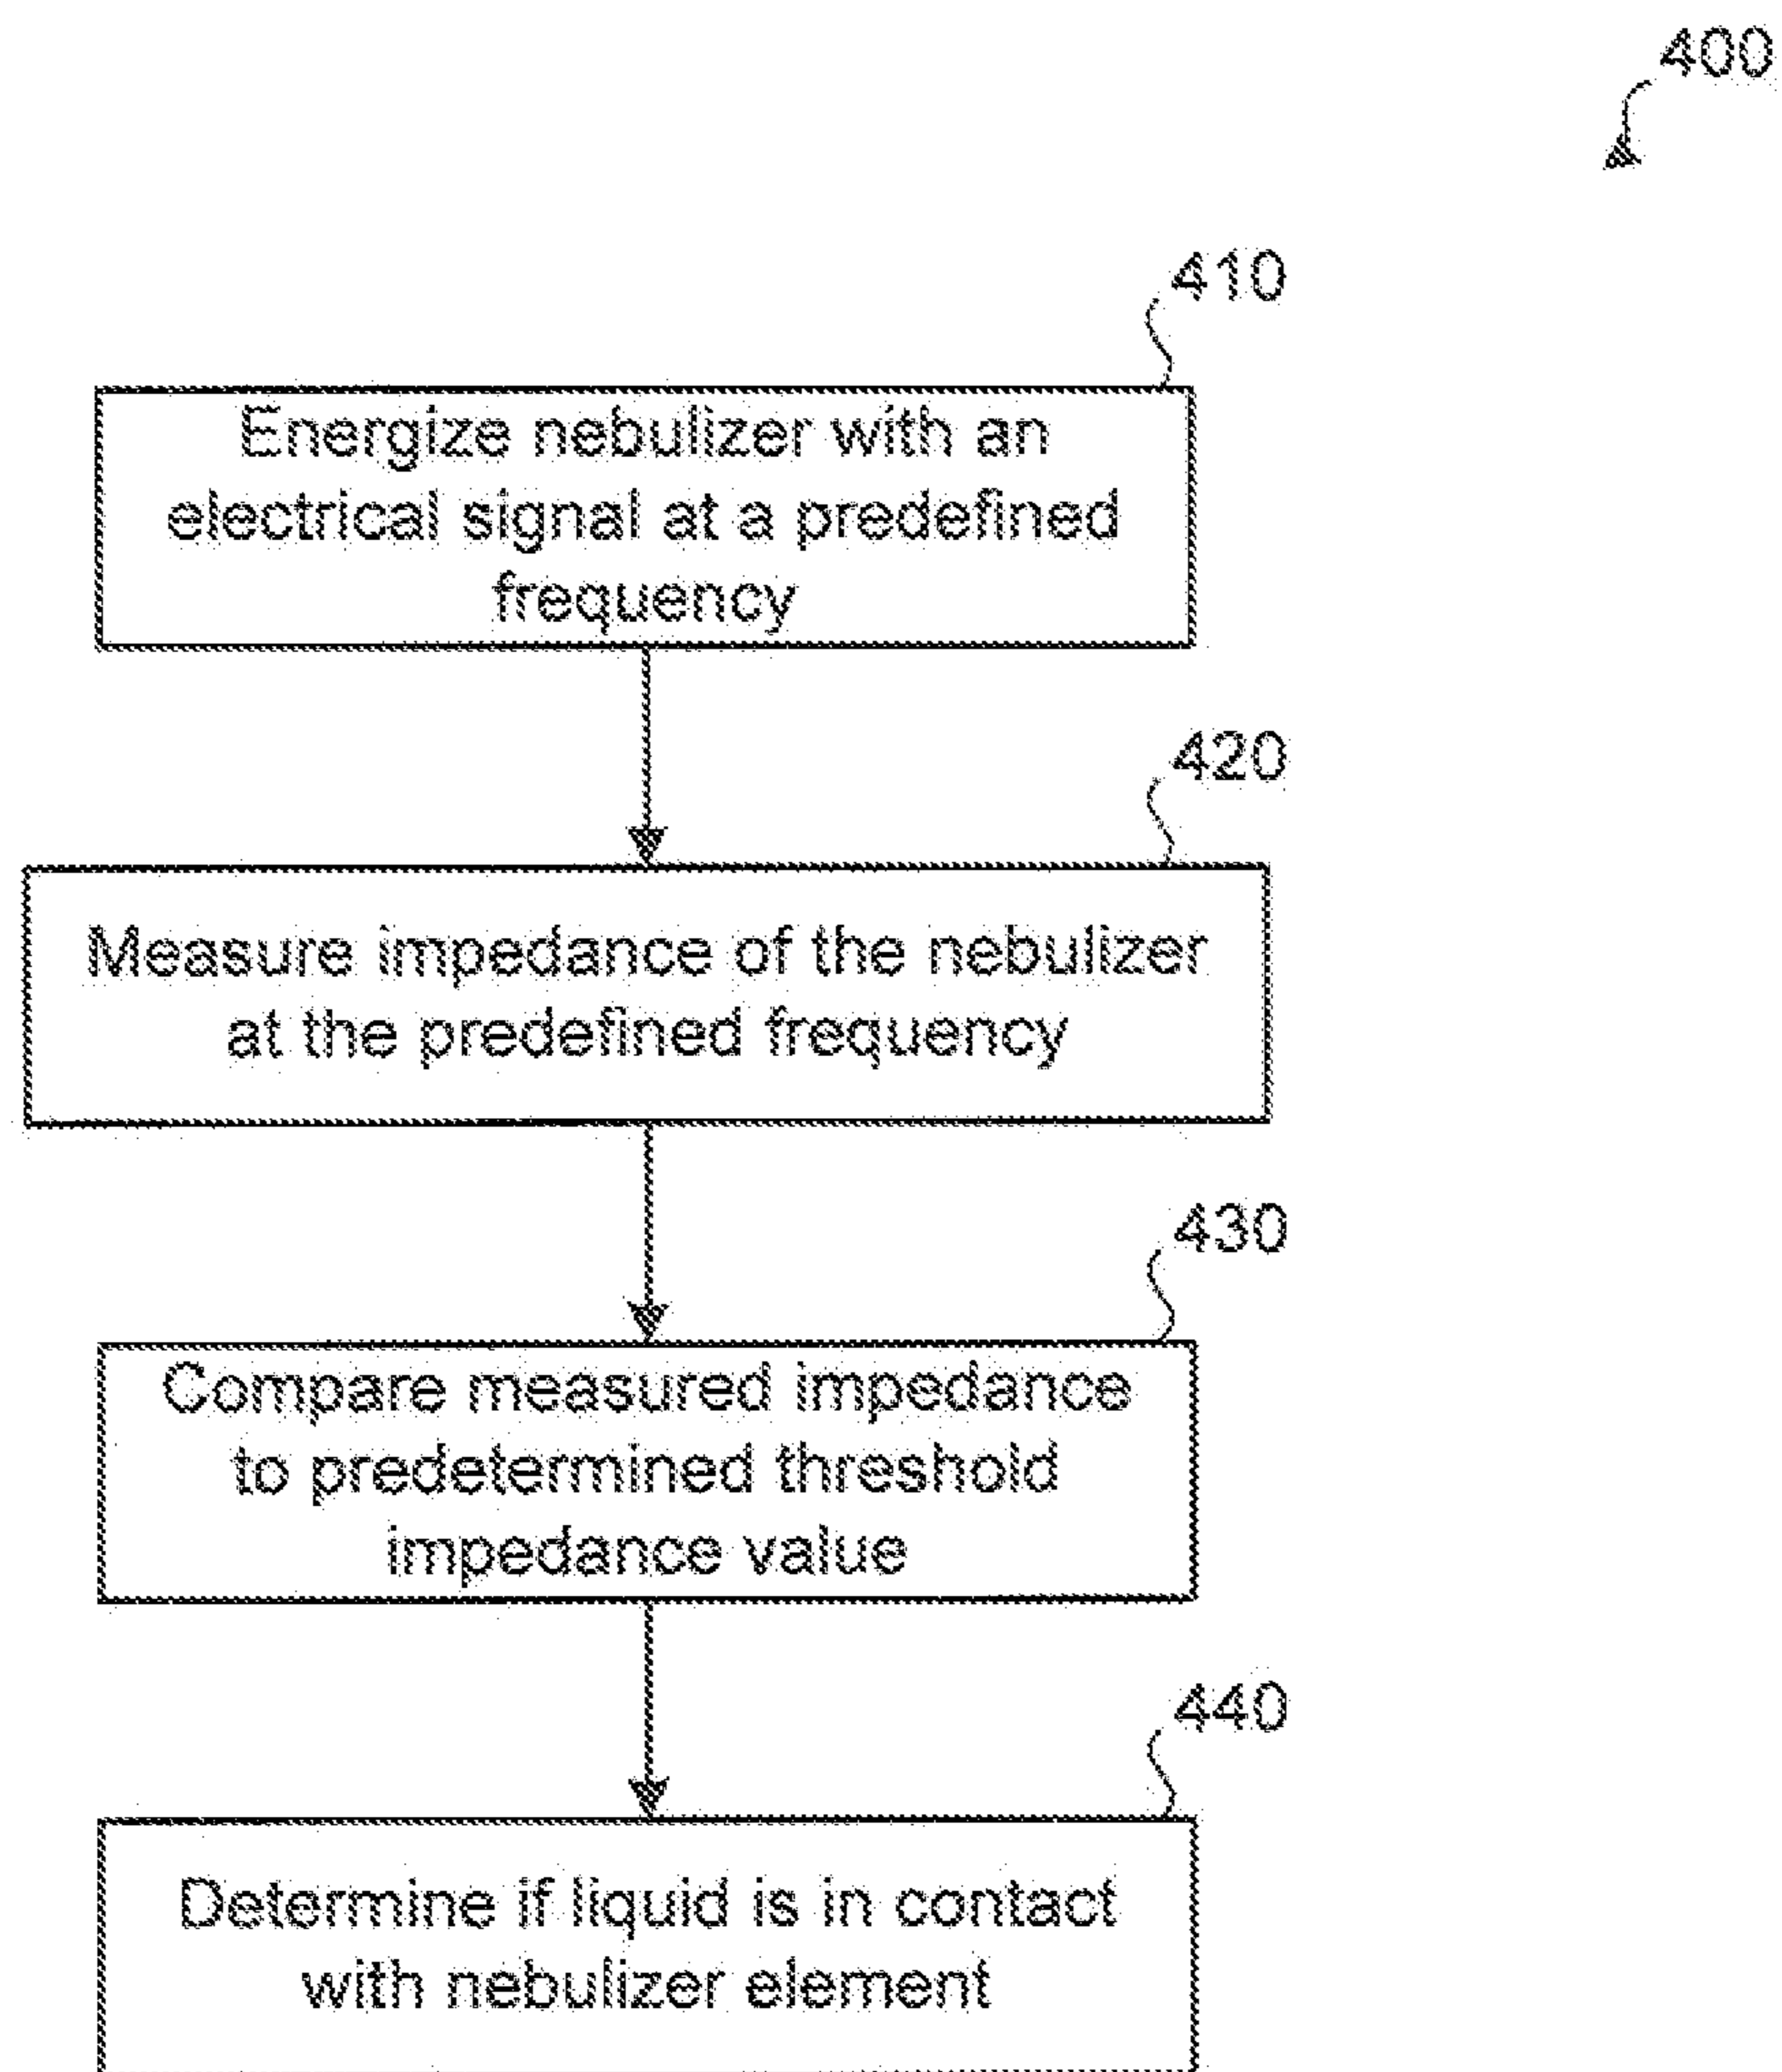 400
410
Energize nebulizer with an
electrical signal at a predefined
frequency
420
Measure impedance of the nebulizer
at the predefined frequency
430
Compare measured impedance
to predetermined threshold
impedance value
440
Determine if liquid is in contact
with nebulizer element